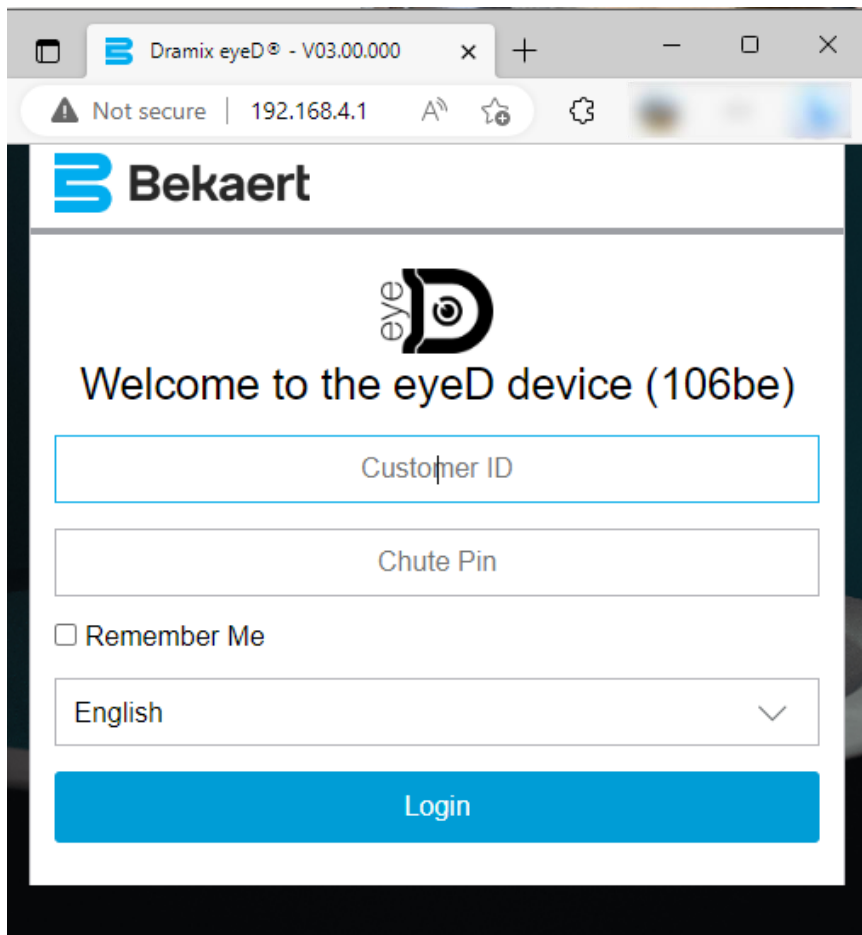 Dramix eyeD® - V03.00.000
Not secure | 192.168.4.1
Bekaert
eye D
Welcome to the eyeD device (106be)
Customer ID
Chute Pin
Remember Me
English
Login